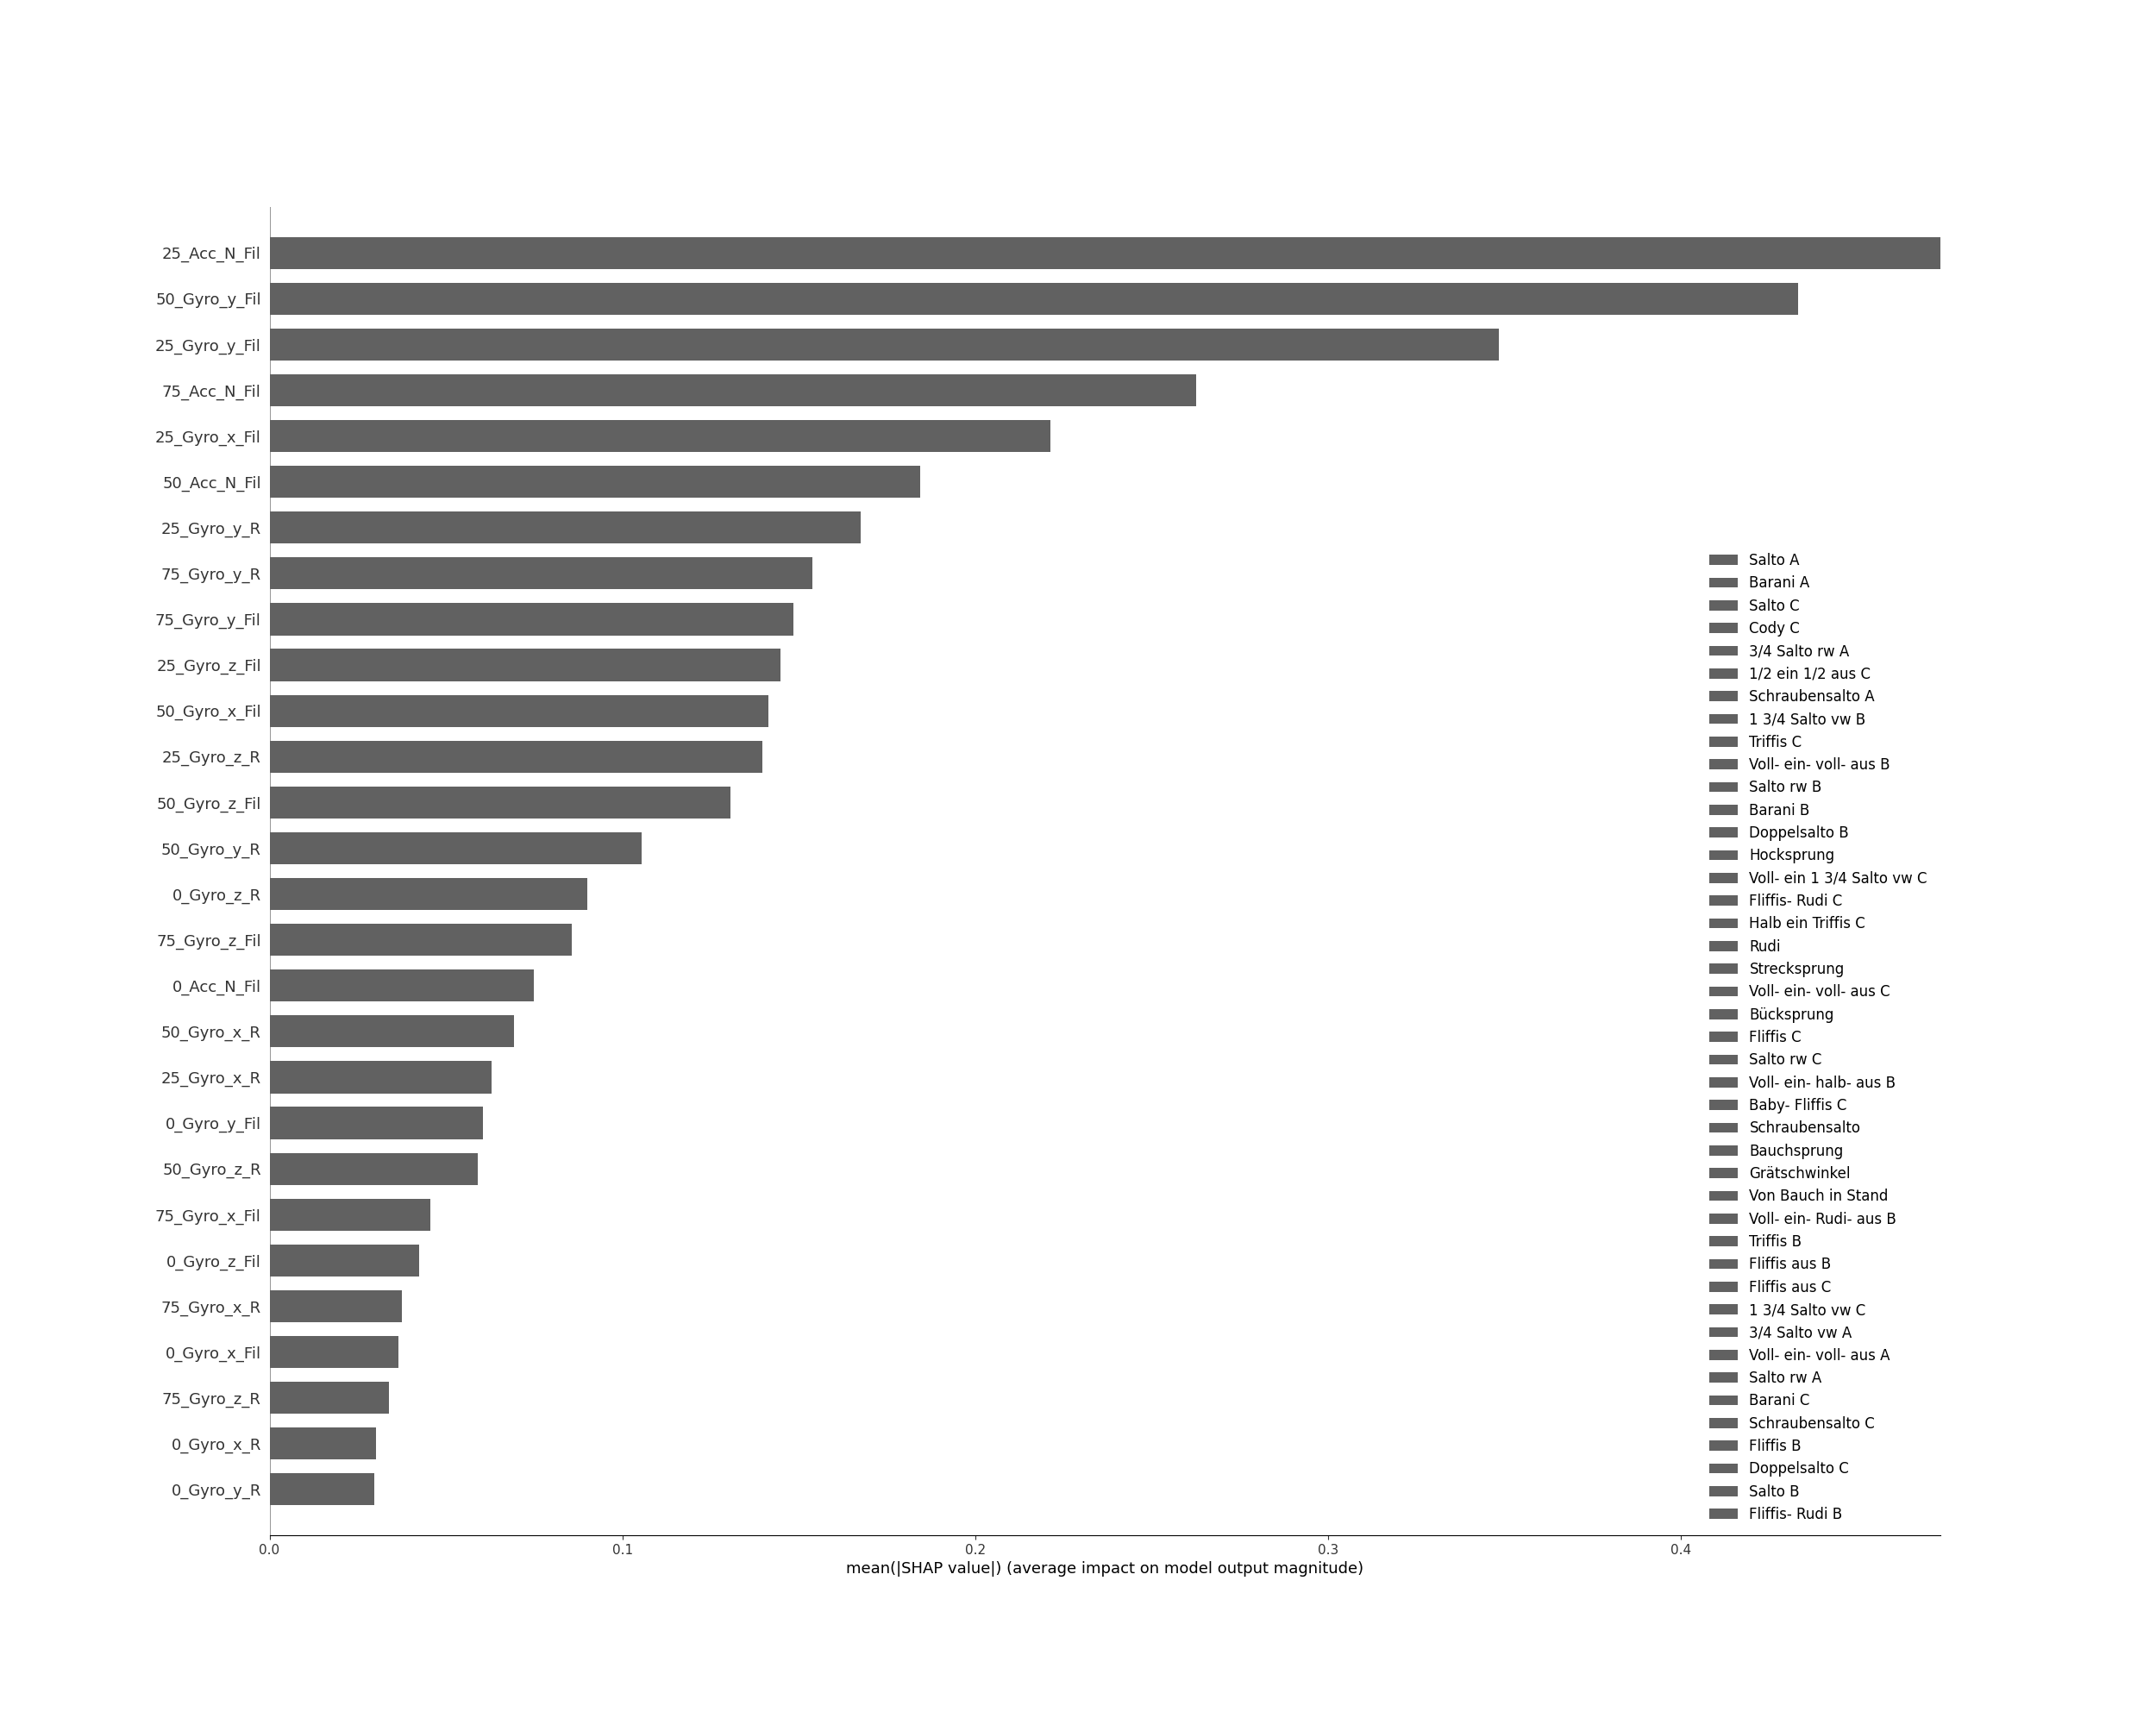 25_Acc_N_Fil
50_Gyro_y_Fil
25_Gyro_y_Fil
75_Acc_N_Fil
25_Gyro_x_Fil
50_Acc_N_Fil
25_Gyro_y_R
75_Gyro_y_R
75_Gyro_y_Fil
25_Gyro_z_Fil
50_Gyro_x_Fil
25_Gyro_z_R
50_Gyro_z_Fil
50_Gyro_y_R
0_Gyro_z_R
75_Gyro_z_Fil
0_Acc_N_Fil
50_Gyro_x_R
25_Gyro_x_R
0_Gyro_y_Fil
50_Gyro_z_R
75_Gyro_x_Fil
0_Gyro_z_Fil
75_Gyro_x_R
0_Gyro_x_Fil
75_Gyro_z_R
0_Gyro_x_R
0_Gyro_y_R
Salto A
Barani A
Salto C
Cody C
3/4 Salto rw A
1/2 ein 1/2 aus C
Schraubensalto A
1 3/4 Salto vw B
Triffis C
Voll- ein- voll- aus B
Salto rw B
Barani B
Doppelsalto B
Hocksprung
Voll- ein 1 3/4 Salto vw C
Fliffis- Rudi C
Halb ein Triffis C
Rudi
Strecksprung
Voll- ein- voll- aus C
Bücksprung
Fliffis C
Salto rw C
Voll- ein- halb- aus B
Baby- Fliffis C
Schraubensalto
Bauchsprung
Grätschwinkel
Von Bauch in Stand
Voll- ein- Rudi- aus B
Triffis B
Fliffis aus B
Fliffis aus C
1 3/4 Salto vw C
3/4 Salto vw A
Voll- ein- voll- aus A
Salto rw A
Barani C
Schraubensalto C
Fliffis B
Doppelsalto C
Salto B
Fliffis- Rudi B
0.0 0.1 0.2 0.3 0.4
mean(|SHAP value|) (average impact on model output magnitude)